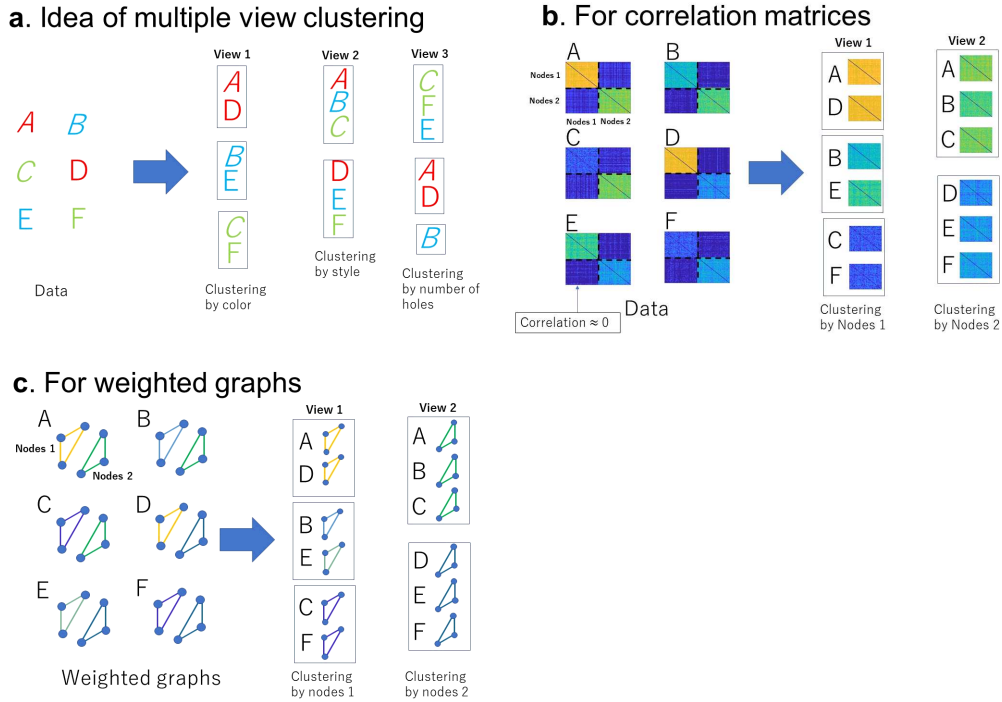 a. Idea of multiple view clustering
View 1
View 2
View 3
A
D
B
E
C
F
A
B
C
D
E
F
C
F
E
A
D
B
A
B
C
D
E
F
Data
Clustering
by color
Clustering
by style
Clustering
by number of
holes
b. For correlation matrices
A
B
Nodes 1
Nodes 2
Nodes 1 Nodes 2
C
D
E
F
Correlation ≈ 0
Data
View 1
A
D
B
E
C
F
Clustering
by Nodes 1
View 2
A
B
C
D
E
F
Clustering
by Nodes 2
c. For weighted graphs
A
B
Nodes 1
Nodes 2
C
D
E
F
Weighted graphs
View 1
A
D
B
E
C
F
Clustering
by nodes 1
View 2
A
B
C
D
E
F
Clustering
by nodes 2